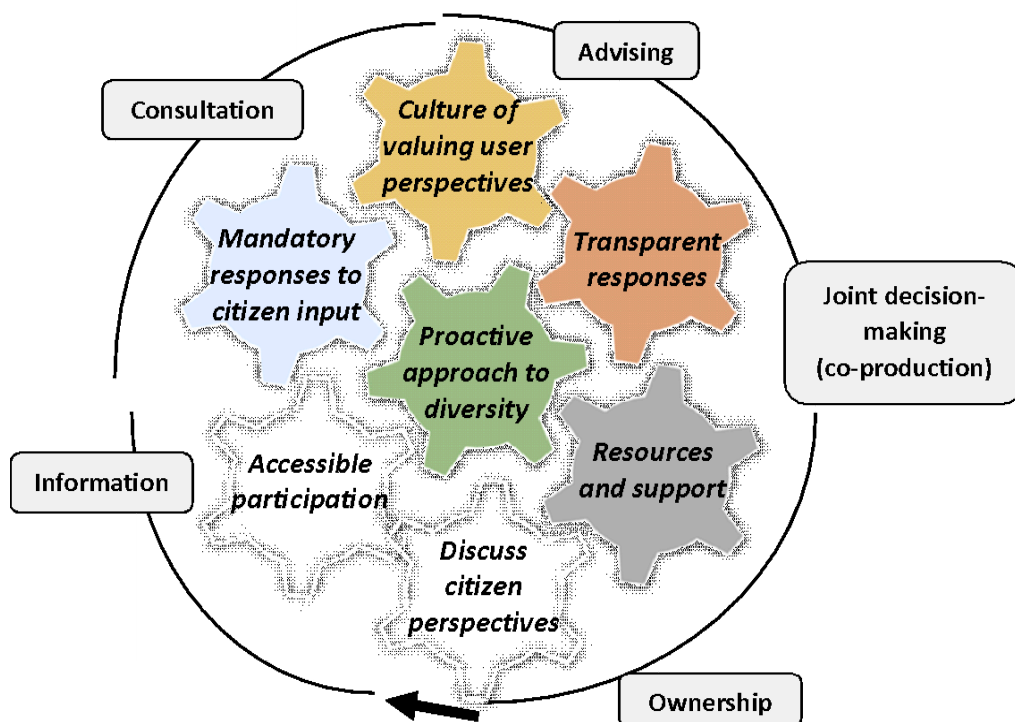 Advising
Consultation
Culture of
valuing user
perspectives
Mandatory
responses to
citizen input
Transparent
responses
Joint decision-
making
(co-production)
Proactive
approach to
diversity
Information
Accessible
participation
Resources
and support
Discuss
citizen
perspectives
Ownership